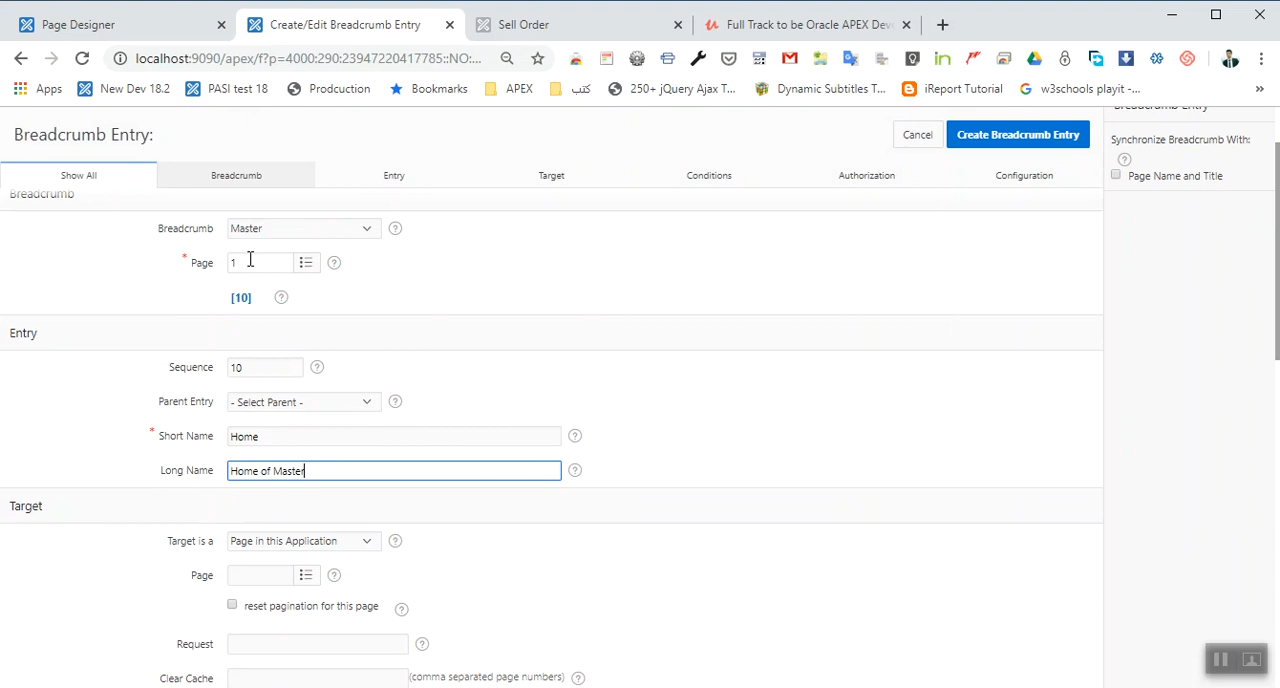 Page Designer
Create/Edit Breadcrumb Entry
Sell Order
Full Track to be Oracle APEX Dev
localhost:9090/apex/f?p=4000:290:23947220417785::NO:...
Apps
New Dev 18.2
PASI test 18
Prodcuction
Bookmarks
APEX
كتب
250+ jQuery Ajax T...
Dynamic Subtitles T...
iReport Tutorial
w3schools playit -...
»
Breadcrumb Entry:
Cancel
Create Breadcrumb Entry
Breadcrumb Entry
Synchronize Breadcrumb With:
Page Name and Title
Show All
Breadcrumb
Entry
Target
Conditions
Authorization
Configuration
Breadcrumb
Breadcrumb
Master
* Page
1
[10]
Entry
Sequence
10
Parent Entry
- Select Parent -
* Short Name
Home
Long Name
Home of Master
Target
Target is a
Page in this Application
Page
reset pagination for this page
Request
Clear Cache
(comma separated page numbers)